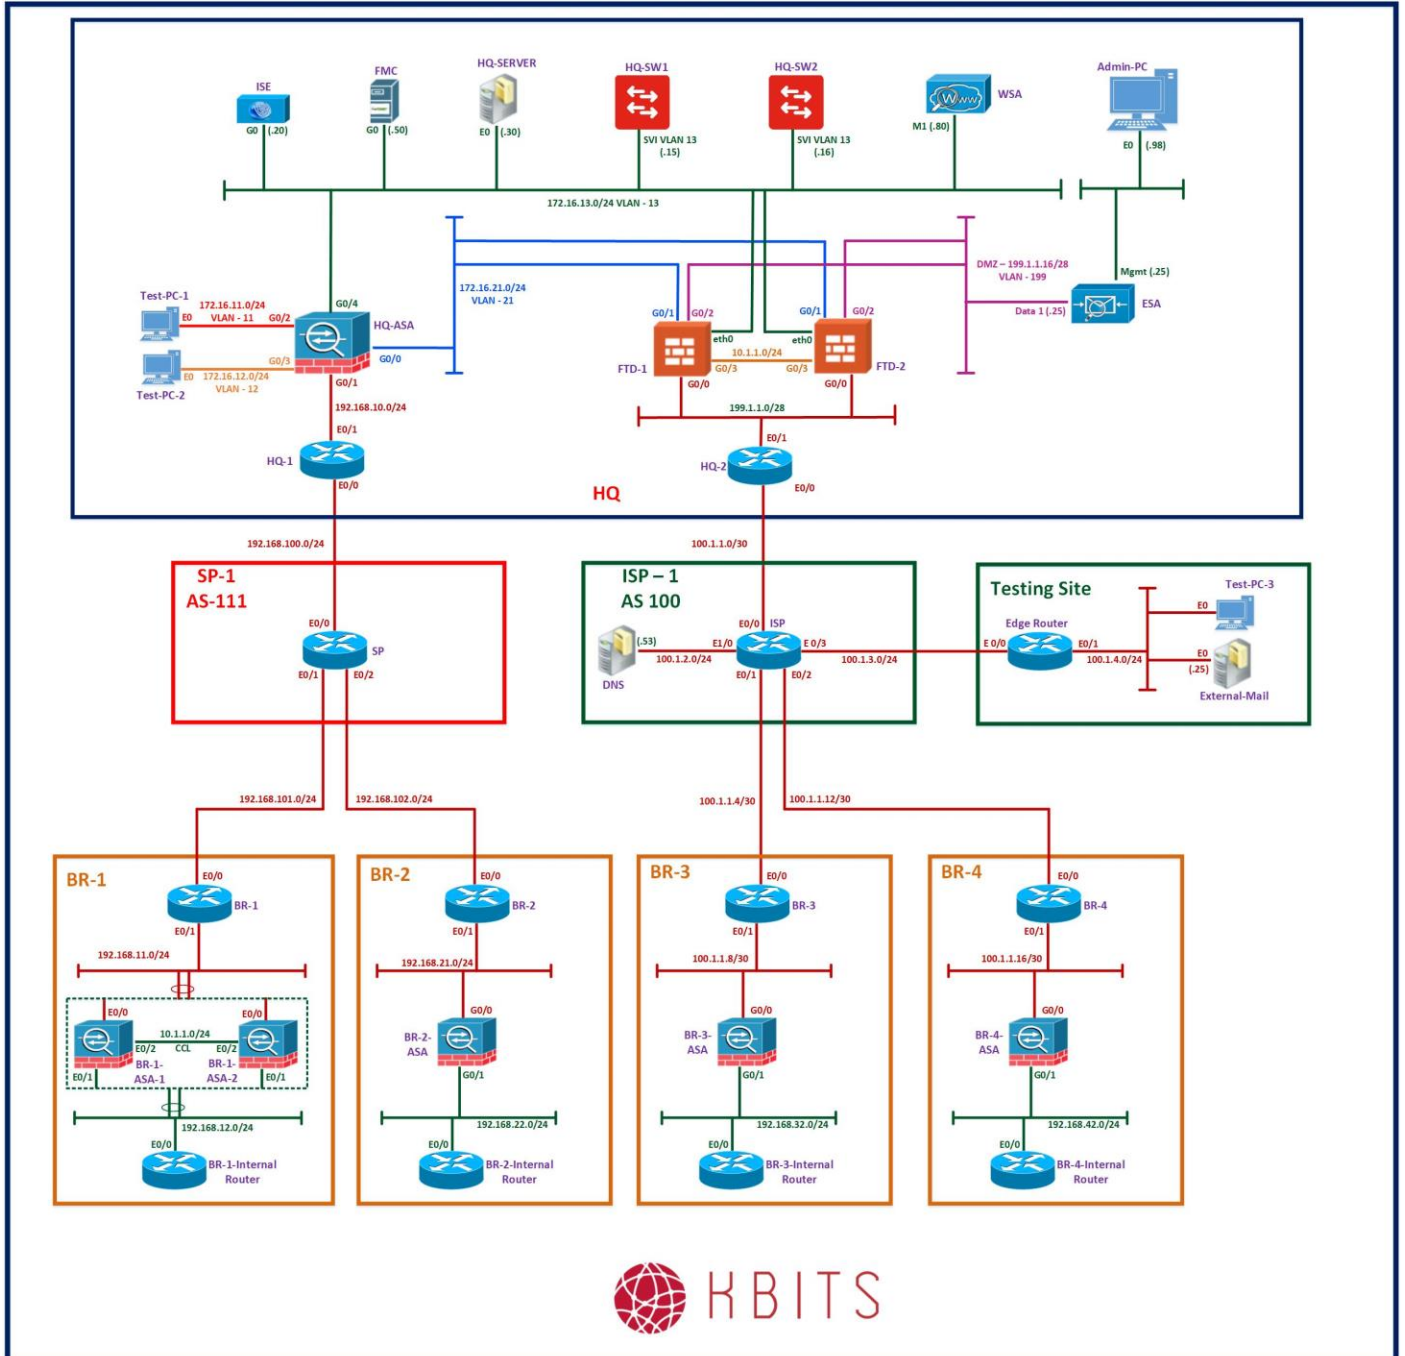 HQ-SERVER
HQ-SW1
HQ-SW2
Admin-PC
ISE
FMC
WSA
G0 (.20)
G0 (.50)
E0 (.30)
SVI VLAN 13
(.15)
SVI VLAN 13
(.16)
M1 (.80)
E0 (.98)
172.16.13.0/24 VLAN - 13
DMZ – 199.1.1.16/28
VLAN - 199
Mgmt (.25)
ESA
Data 1 (.25)
172.16.21.0/24
VLAN - 21
Test-PC-1
E0
172.16.11.0/24
VLAN - 11
G0/2
G0/4
HQ-ASA
G0/0
G0/3
G0/1
E0
172.16.12.0/24
VLAN - 12
Test-PC-2
G0/1
G0/2
eth0
FTD-1
10.1.1.0/24
G0/3
G0/3
G0/0
G0/1
G0/2
eth0
FTD-2
G0/0
192.168.10.0/24
E0/1
HQ-1
E0/0
199.1.1.0/28
E0/1
HQ-2
E0/0
HQ
192.168.100.0/24
100.1.1.0/30
SP-1
AS-111
E0/0
SP
E0/1
E0/2
ISP – 1
AS 100
E0/0
ISP
(.53)
DNS
E1/0
100.1.2.0/24
E 0/3
E0/1
E0/2
100.1.3.0/24
Testing Site
Edge Router
E 0/0
E0/1
100.1.4.0/24
Test-PC-3
E0
E0
(.25)
External-Mail
192.168.101.0/24
192.168.102.0/24
100.1.1.4/30
100.1.1.12/30
BR-1
E0/0
BR-1
E0/1
192.168.11.0/24
E0/0
E0/0
10.1.1.0/24
E0/2
CCL
E0/2
BR-1-
ASA-1
BR-1-
ASA-2
E0/1
E0/1
192.168.12.0/24
E0/0
BR-1-Internal
Router
BR-2
E0/0
BR-2
E0/1
192.168.21.0/24
G0/0
BR-2-
ASA
G0/1
192.168.22.0/24
E0/0
BR-2-Internal
Router
BR-3
E0/0
BR-3
E0/1
100.1.1.8/30
G0/0
BR-3-
ASA
G0/1
192.168.32.0/24
E0/0
BR-3-Internal
Router
BR-4
E0/0
BR-4
E0/1
100.1.1.16/30
G0/0
BR-4-
ASA
G0/1
192.168.42.0/24
E0/0
BR-4-Internal
Router
KBITS